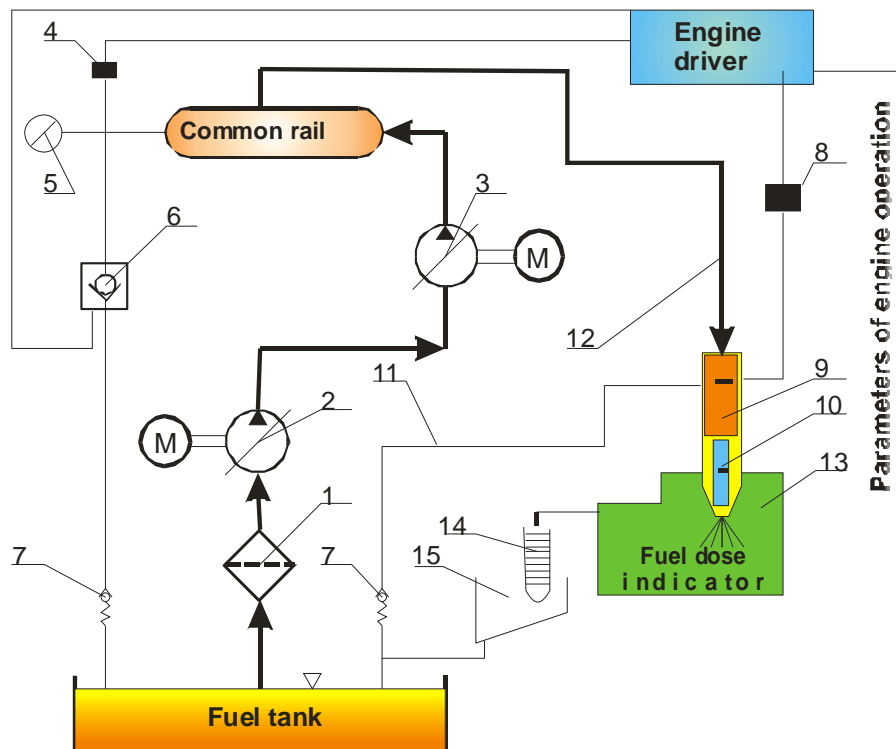 4
Engine
driver
Common rail
5
3
8
6
M
12
11
9
2
10
M
13
1
14
15
7
7
Fuel dose
indicator
Fuel tank
Parameters of engine operation